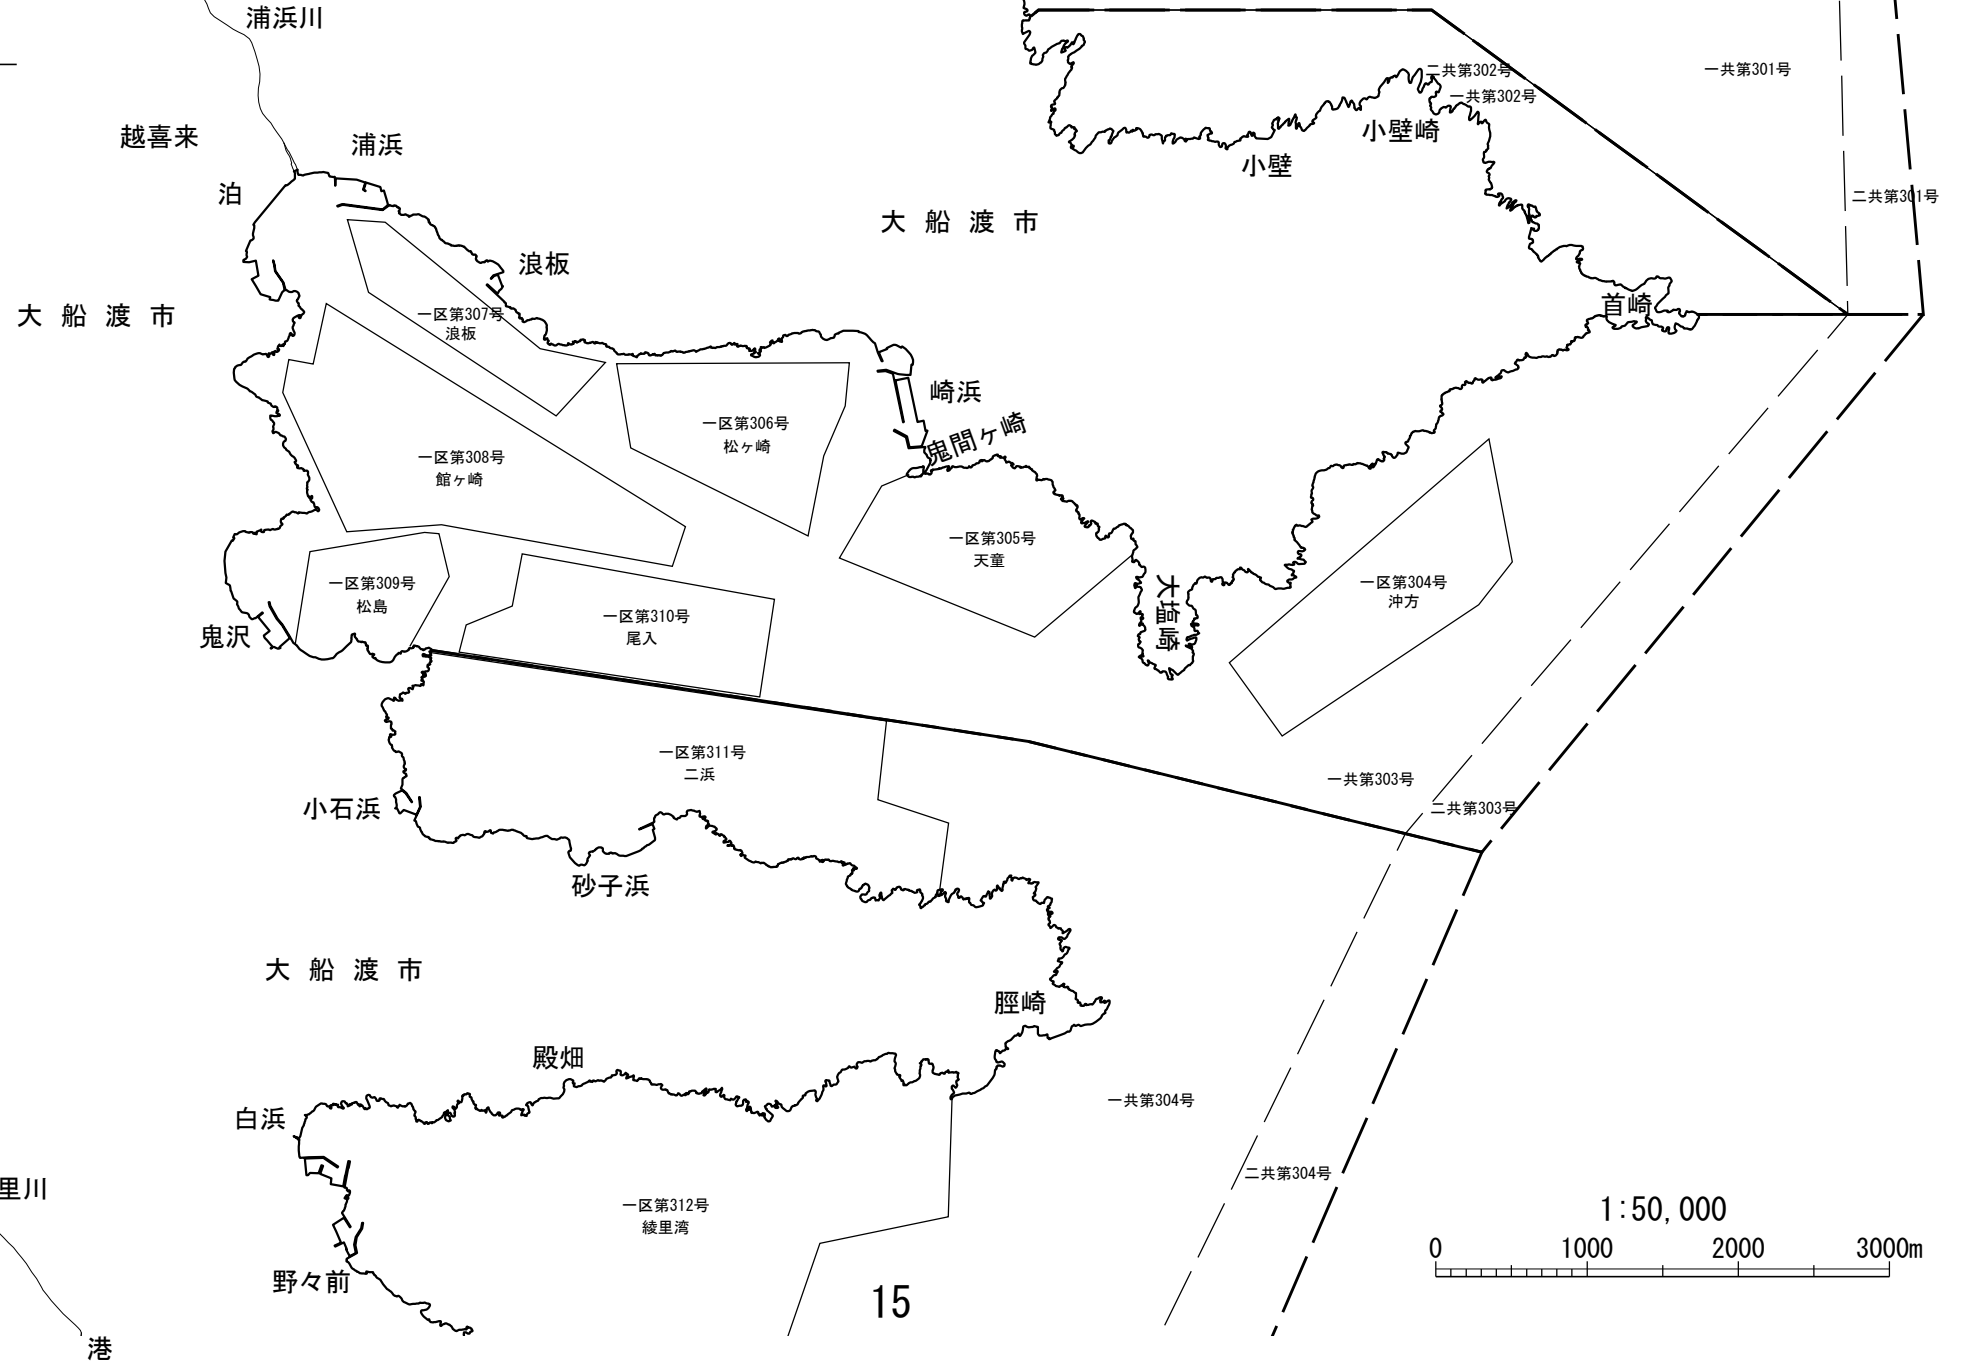 浦浜川
二共第302号
一共第301号
一共第302号
小壁崎
越喜来
浦浜
小壁
泊
二共第301号
大船渡市
浪板
首崎
大船渡市
一区第307号
浪板
崎浜
一区第306号
松ヶ崎
鬼間ヶ崎
一区第308号
館ヶ崎
一区第305号
天童
一区第309号
松島
大塩崎
一区第304号
沖方
一区第310号
尾入
鬼沢
一区第311号
二浜
一共第303号
二共第303号
小石浜
砂子浜
大船渡市
脛崎
殿畑
一共第304号
白浜
二共第304号
里川
一区第312号
綾里湾
1:50,000
0 1000 2000 3000m
野々前
15
港